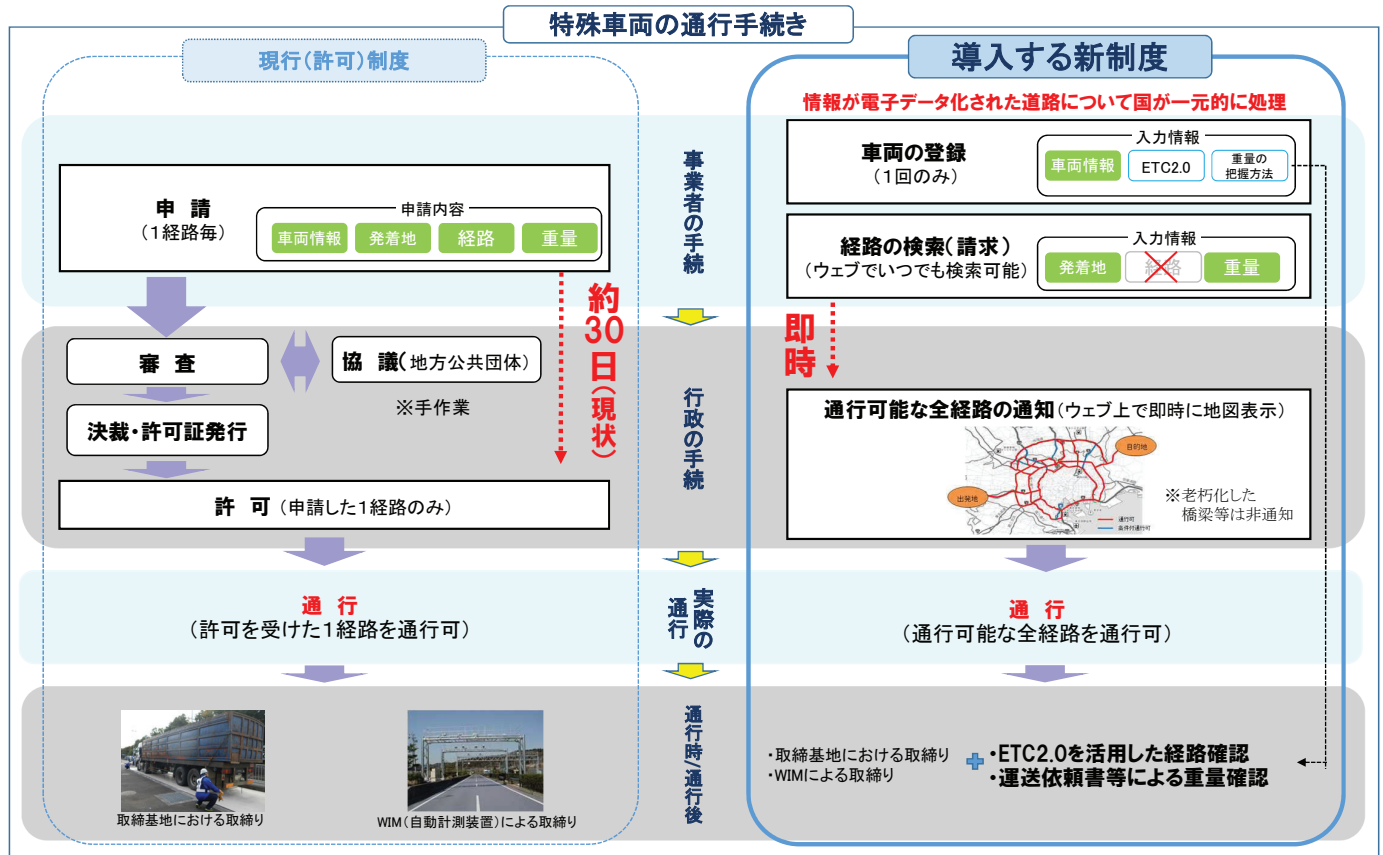 特殊車両の通行手続き
現行(許可)制度
申 請
(1経路毎)
申請内容
車両情報 発着地 経路 重量
約30日(現状)
審 査
協 議(地方公共団体)
※手作業
決裁・許可証発行
許 可 (申請した1経路のみ)
通 行
(許可を受けた1経路を通行可)
取締基地における取締り
WIM(自動計測装置)による取締り
事業者の手続
行政の手続
実際の
通行
通行時/通行後
導入する新制度
情報が電子データ化された道路について国が一元的に処理
車両の登録
(1回のみ)
入力情報
車両情報 ETC2.0 重量の
把握方法
経路の検索(請求)
(ウェブでいつでも検索可能)
入力情報
発着地 経路 重量
即時
通行可能な全経路の通知(ウェブ上で即時に地図表示)
目的地
出発地
通行可
条件付通行可
※老朽化した
橋梁等は非通知
通 行
(通行可能な全経路を通行可)
・取締基地における取締り
・WIMによる取締り
・ETC2.0を活用した経路確認
・運送依頼書等による重量確認